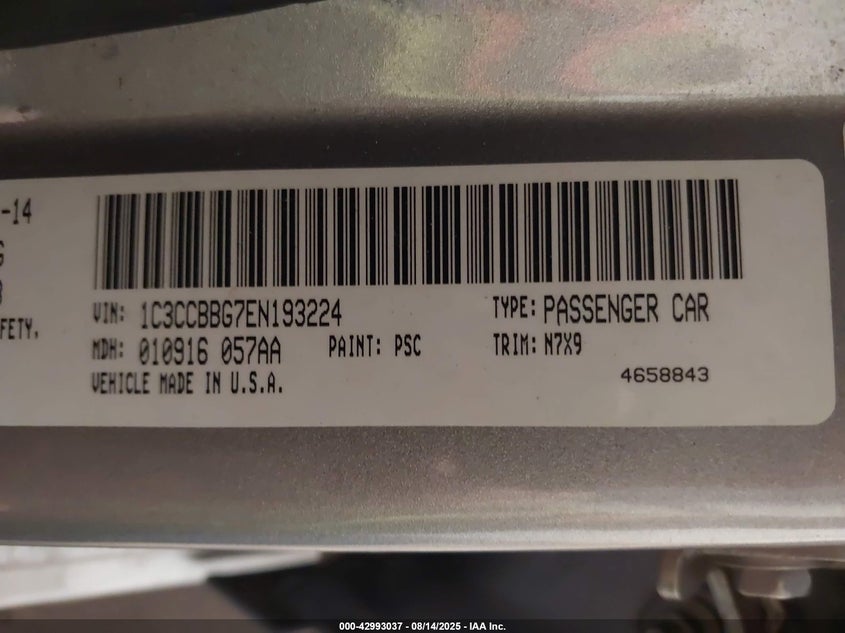 -14
G
8
FETY.
VIN: 1C3CCBBG7EN193224 TYPE: PASSENGER CAR
MDH: 010916 057AA PAINT: PSC TRIM: N7X9
VEHICLE MADE IN U.S.A. 4658843
000-42993037 - 08/14/2025 - IAA Inc.